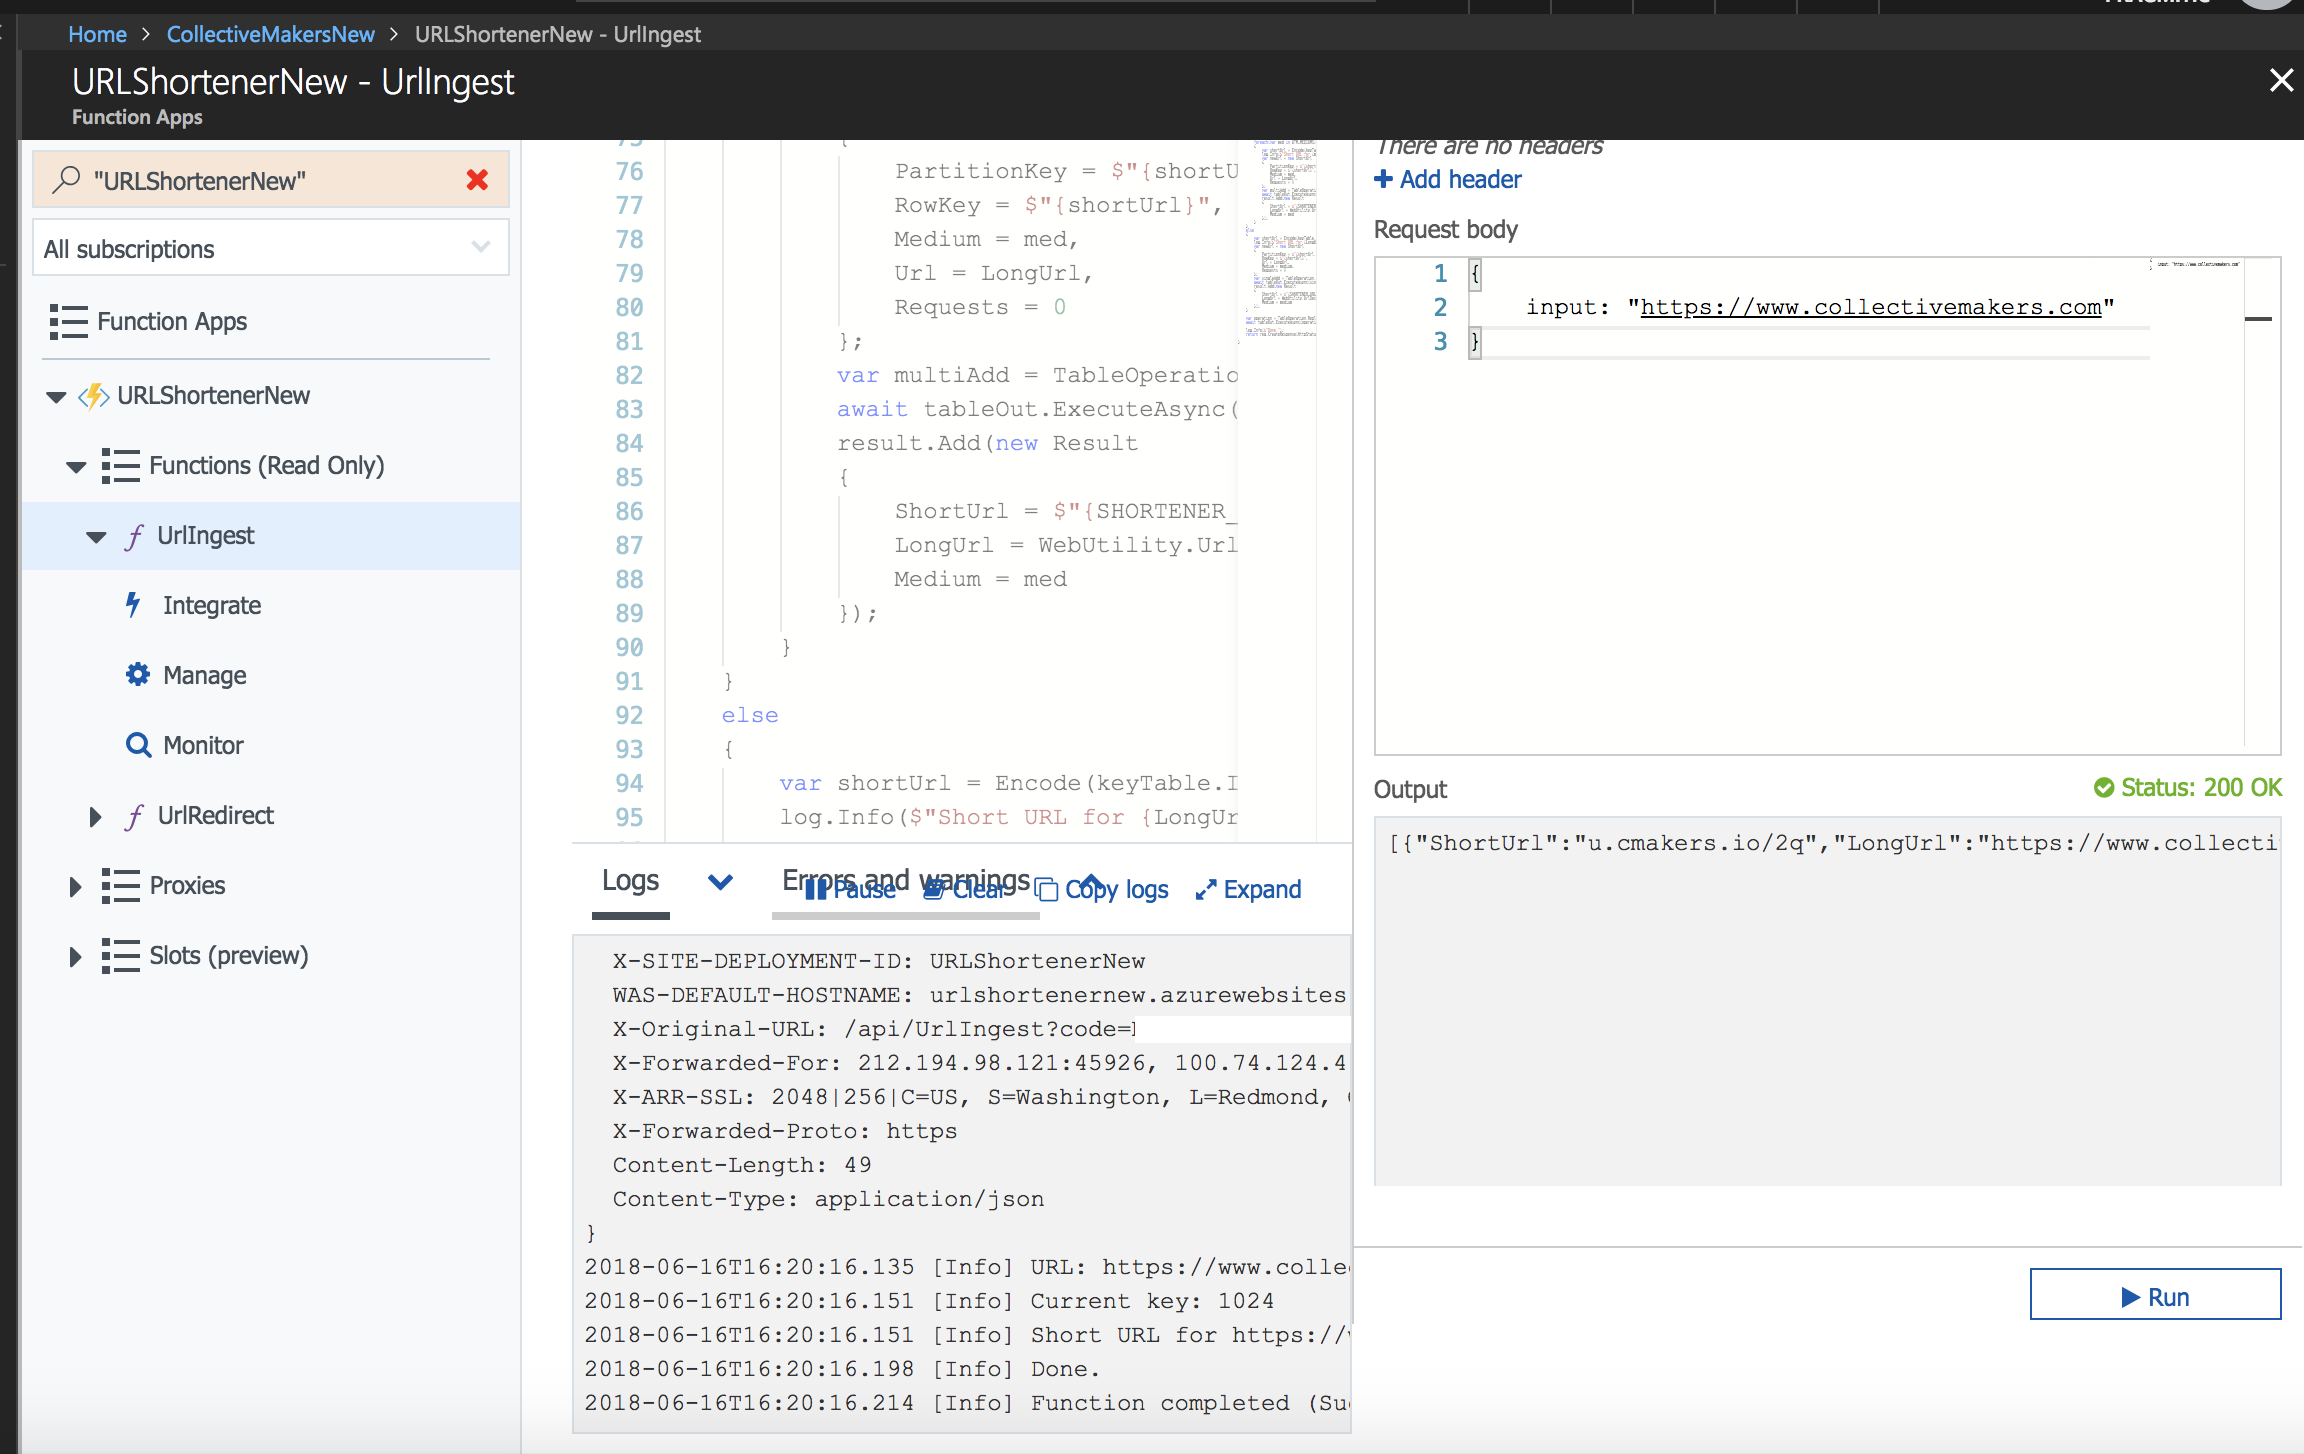 Home > CollectiveMakersNew > URLShortenerNew - UrlIngest
URLShortenerNew - UrlIngest
Function Apps
"URLShortenerNew"
All subscriptions
Function Apps
URLShortenerNew
Functions (Read Only)
UrlIngest
Integrate
Manage
Monitor
UrlRedirect
Proxies
Slots (preview)
75 {
76 PartitionKey = $"{shortU
77 RowKey = $"{shortUrl}",
78 Medium = med,
79 Url = LongUrl,
80 Requests = 0
81 };
82 var multiAdd = TableOperatio
83 await tableOut.ExecuteAsync(
84 result.Add(new Result
85 {
86 ShortUrl = $"{SHORTENER_
87 LongUrl = WebUtility.Url
88 Medium = med
89 });
90 }
91 }
92 else
93 {
94 var shortUrl = Encode(keyTable.I
95 log.Info($"Short URL for {LongUr
Logs
Errors and warnings
Pause
Clear
Copy logs
Expand
X-SITE-DEPLOYMENT-ID: URLShortenerNew
WAS-DEFAULT-HOSTNAME: urlshortenernew.azurewebsites
X-Original-URL: /api/UrlIngest?code=
X-Forwarded-For: 212.194.98.121:45926, 100.74.124.4
X-ARR-SSL: 2048|256|C=US, S=Washington, L=Redmond,
X-Forwarded-Proto: https
Content-Length: 49
Content-Type: application/json
}
2018-06-16T16:20:16.135 [Info] URL: https://www.colle
2018-06-16T16:20:16.151 [Info] Current key: 1024
2018-06-16T16:20:16.151 [Info] Short URL for https://
2018-06-16T16:20:16.198 [Info] Done.
2018-06-16T16:20:16.214 [Info] Function completed (Su
There are no headers
+ Add header
Request body
1 {
2 input: "https://www.collectivemakers.com"
3 }
Output
Status: 200 OK
[{"ShortUrl":"u.cmakers.io/2q","LongUrl":"https://www.collecti
Run